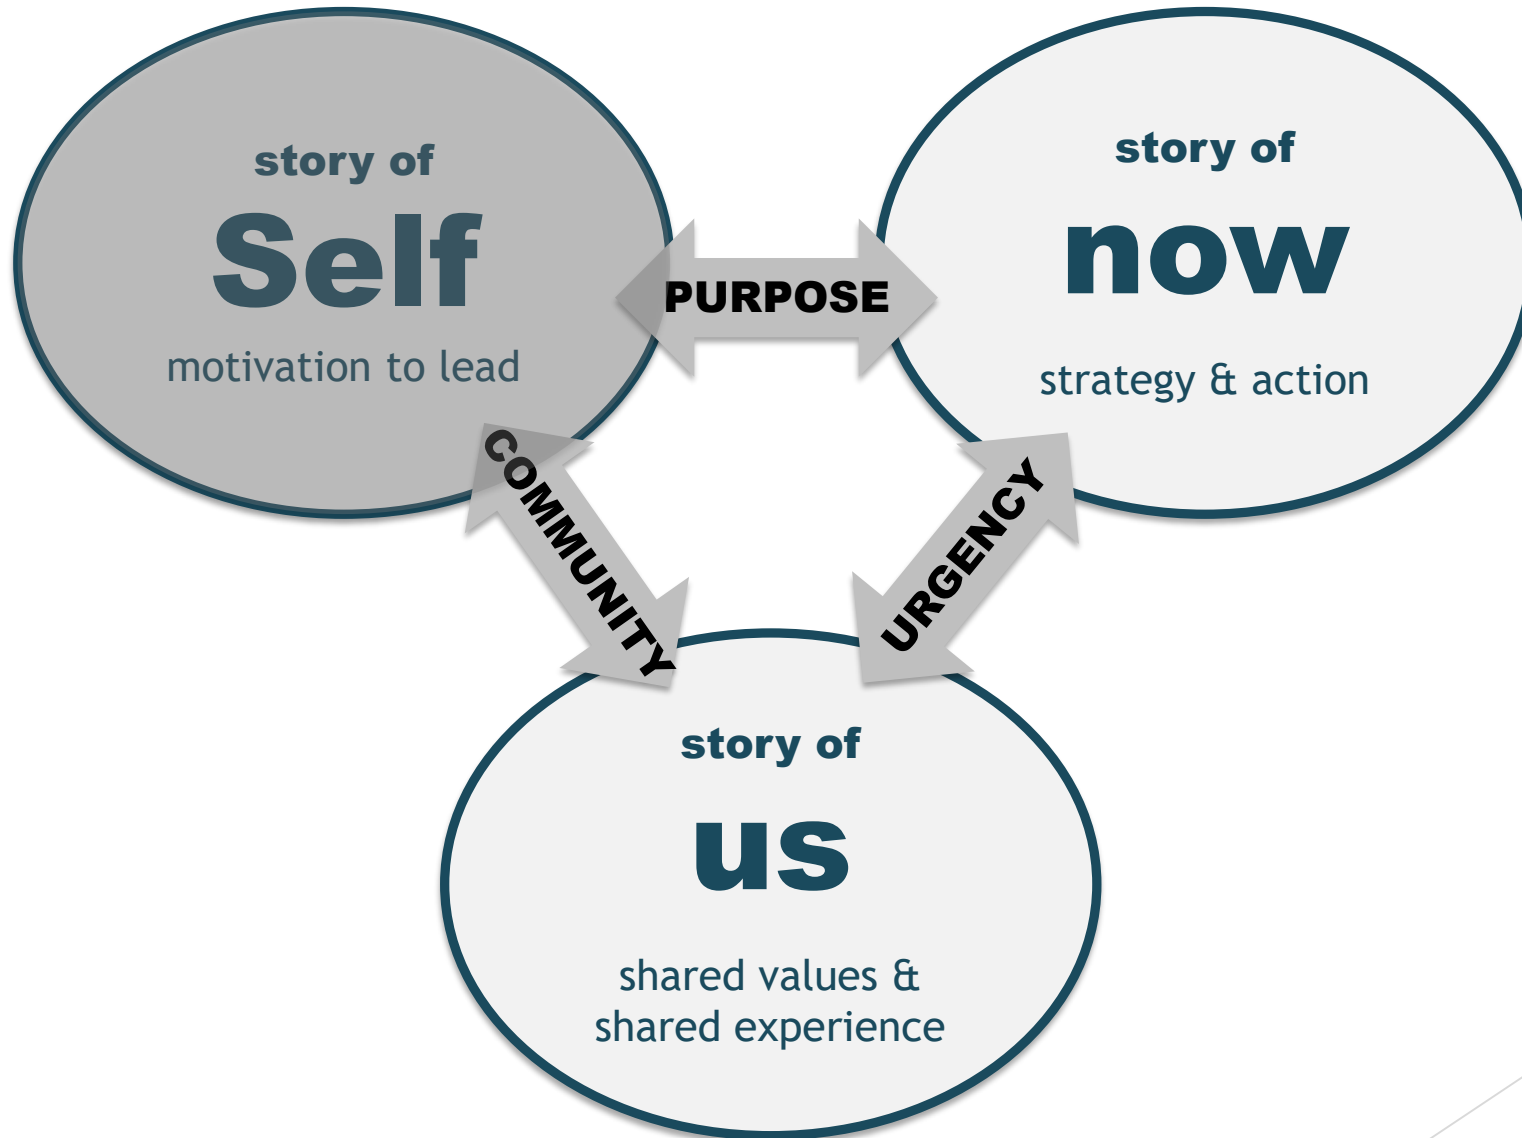 story of
Self
motivation to lead
PURPOSE
story of
now
strategy & action
COMMUNITY
URGENCY
story of
us
shared values &
shared experience